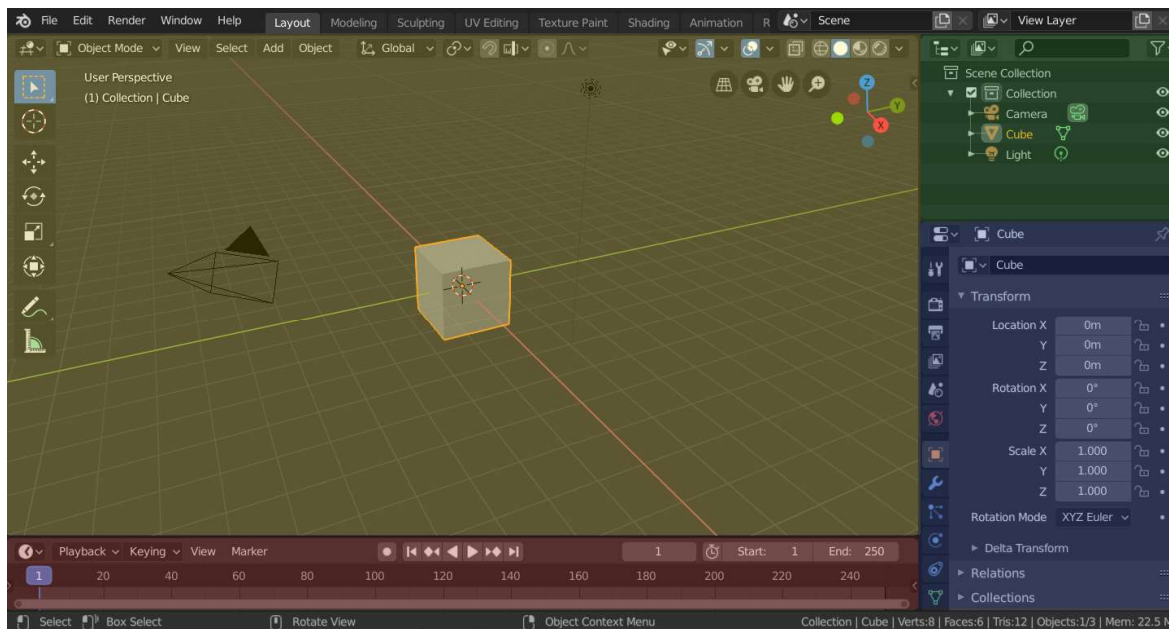 File Edit Render Window Help Layout Modeling Sculpting UV Editing Texture Paint Shading Animation R Scene View Layer
Object Mode View Select Add Object Global
User Perspective
(1) Collection | Cube
Z
Y
X
Scene Collection
Collection
Camera
Cube
Light
Cube
Cube
Transform
Location X 0m
Y 0m
Z 0m
Rotation X 0°
Y 0°
Z 0°
Scale X 1.000
Y 1.000
Z 1.000
Rotation Mode XYZ Euler
Delta Transform
Relations
Collections
Playback Keying View Marker 1 Start: 1 End: 250
1 20 40 60 80 100 120 140 160 180 200 220 240
Select Box Select Rotate View Object Context Menu Collection | Cube | Verts:8 | Faces:6 | Tris:12 | Objects:1/3 | Mem: 22.5